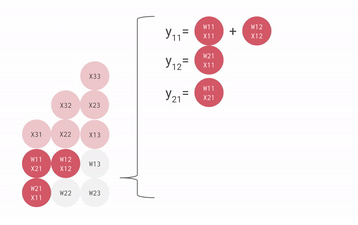 y11= W11 X11 + W12 X12
y12= W21 X11
y21= W11 X21
X33
X32 X23
X31 X22 X13
W11 X21 W12 X12 W13
W21 X11 W22 W23